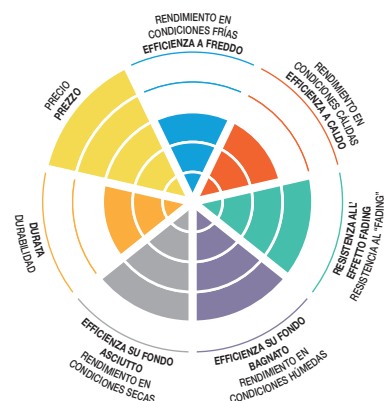 RENDIMIENTO EN
CONDICIONES FRÍAS
EFFICIENZA A FREDDO
RENDIMIENTO EN
CONDICIONES CÁLIDAS
EFFICIENZA A CALDO
RESISTENZA ALL'
EFFETTO FADING
RESISTENCIA AL "FADING"
EFFICIENZA SU FONDO
BAGNATO
RENDIMIENTO EN
CONDICIONES HÚMEDAS
EFFICIENZA SU FONDO
ASCIUTTO
RENDIMIENTO EN
CONDICIONES SECAS
DURATA
DURABILIDAD
PRECIO
PREZZO